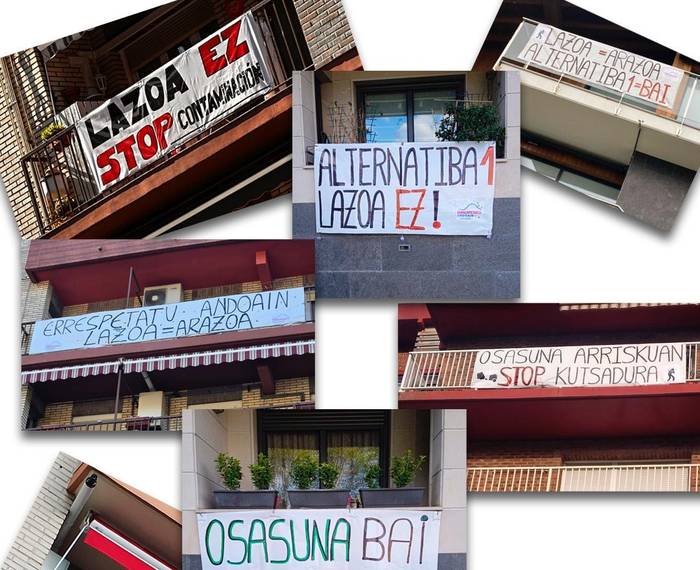 LAZOA EZ
STOP CONTAMINACIÓN
ALTERNATIBA 1
LAZOA EZ!
LAZOA = ARAZOA
ALTERNATIBA 1=BAI
ERRESPETATU ANDOAIN
LAZOA=ARAZOA
OSASUNA ARRISKUAN
STOP KUTSADURA
OSASUNA BAI